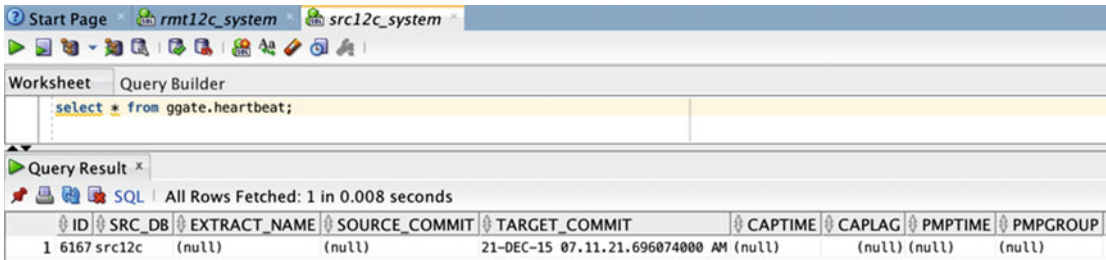 Start Page rmt12c_system src12c_system
Worksheet Query Builder
select * from ggate.heartbeat;
Query Result
SQL All Rows Fetched: 1 in 0.008 seconds
ID SRC_DB EXTRACT_NAME SOURCE_COMMIT TARGET_COMMIT CAPTIME CAPLAG PMPTIME PMPGROUP
1 6167 src12c (null) (null) 21-DEC-15 07.11.21.696074000 AM (null) (null) (null) (null)